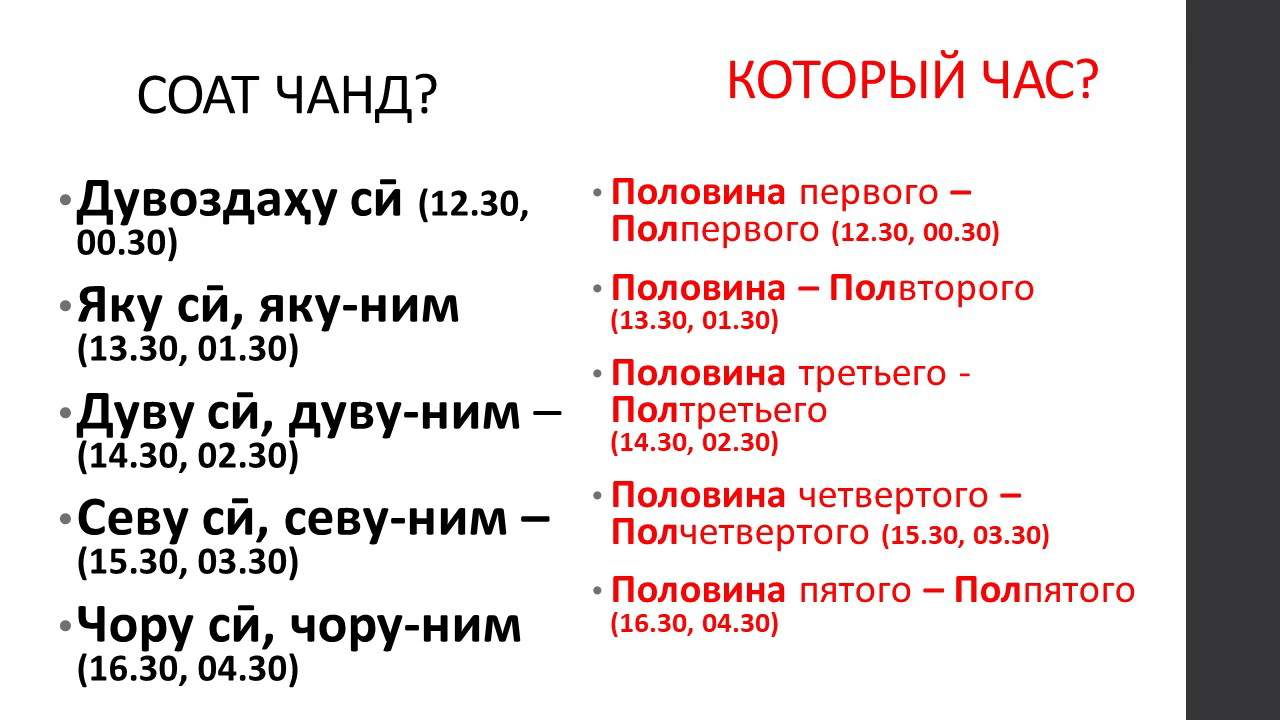 СОАТ ЧАНД?
•Дувоздаҳу сӣ (12.30,
00.30)
•Яку сӣ, яку-ним
(13.30, 01.30)
•Дуву сӣ, дуву-ним –
(14.30, 02.30)
•Севу сӣ, севу-ним –
(15.30, 03.30)
•Чору сӣ, чору-ним
(16.30, 04.30)
КОТОРЫЙ ЧАС?
• Половина первого –
Полпервого (12.30, 00.30)
• Половина – Полвторого
(13.30, 01.30)
• Половина третьего -
Полтретьего
(14.30, 02.30)
• Половина четвертого –
Полчетвертого (15.30, 03.30)
• Половина пятого – Полпятого
(16.30, 04.30)